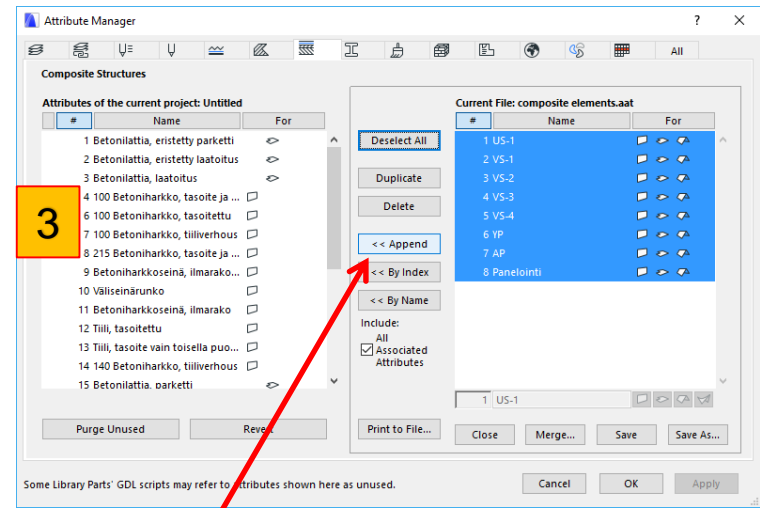 Attribute Manager
?
All
Composite Structures
Attributes of the current project: Untitled
# Name For
1 Betonilattia, eristetty parketti
2 Betonilattia, eristetty laatoitus
3 Betonilattia, laatoitus
4 100 Betoniharkko, tasoite ja ...
6 100 Betoniharkko, tasoitettu
7 100 Betoniharkko, tiiliverhous
8 215 Betoniharkko, tasoite ja ...
9 Betoniharkkoseinä, ilmarako...
10 Väliseinärunko
11 Betoniharkkoseinä, ilmarako
12 Tiili, tasoitettu
13 Tiili, tasoite vain toisella puo...
14 140 Betoniharkko, tiiliverhous
15 Betonilattia, parketti
3
Purge Unused
Deselect All
Duplicate
Delete
<< Append
<< By Index
<< By Name
Include:
All
Associated
Attributes
Print to File...
Current File: composite elements.aat
# Name For
1 US-1
2 VS-1
3 VS-2
4 VS-3
5 VS-4
6 YP
7 AP
8 Panelointi
1 US-1
Close Merge... Save Save As...
Some Library Parts' GDL scripts may refer to attributes shown here as unused.
Cancel OK Apply